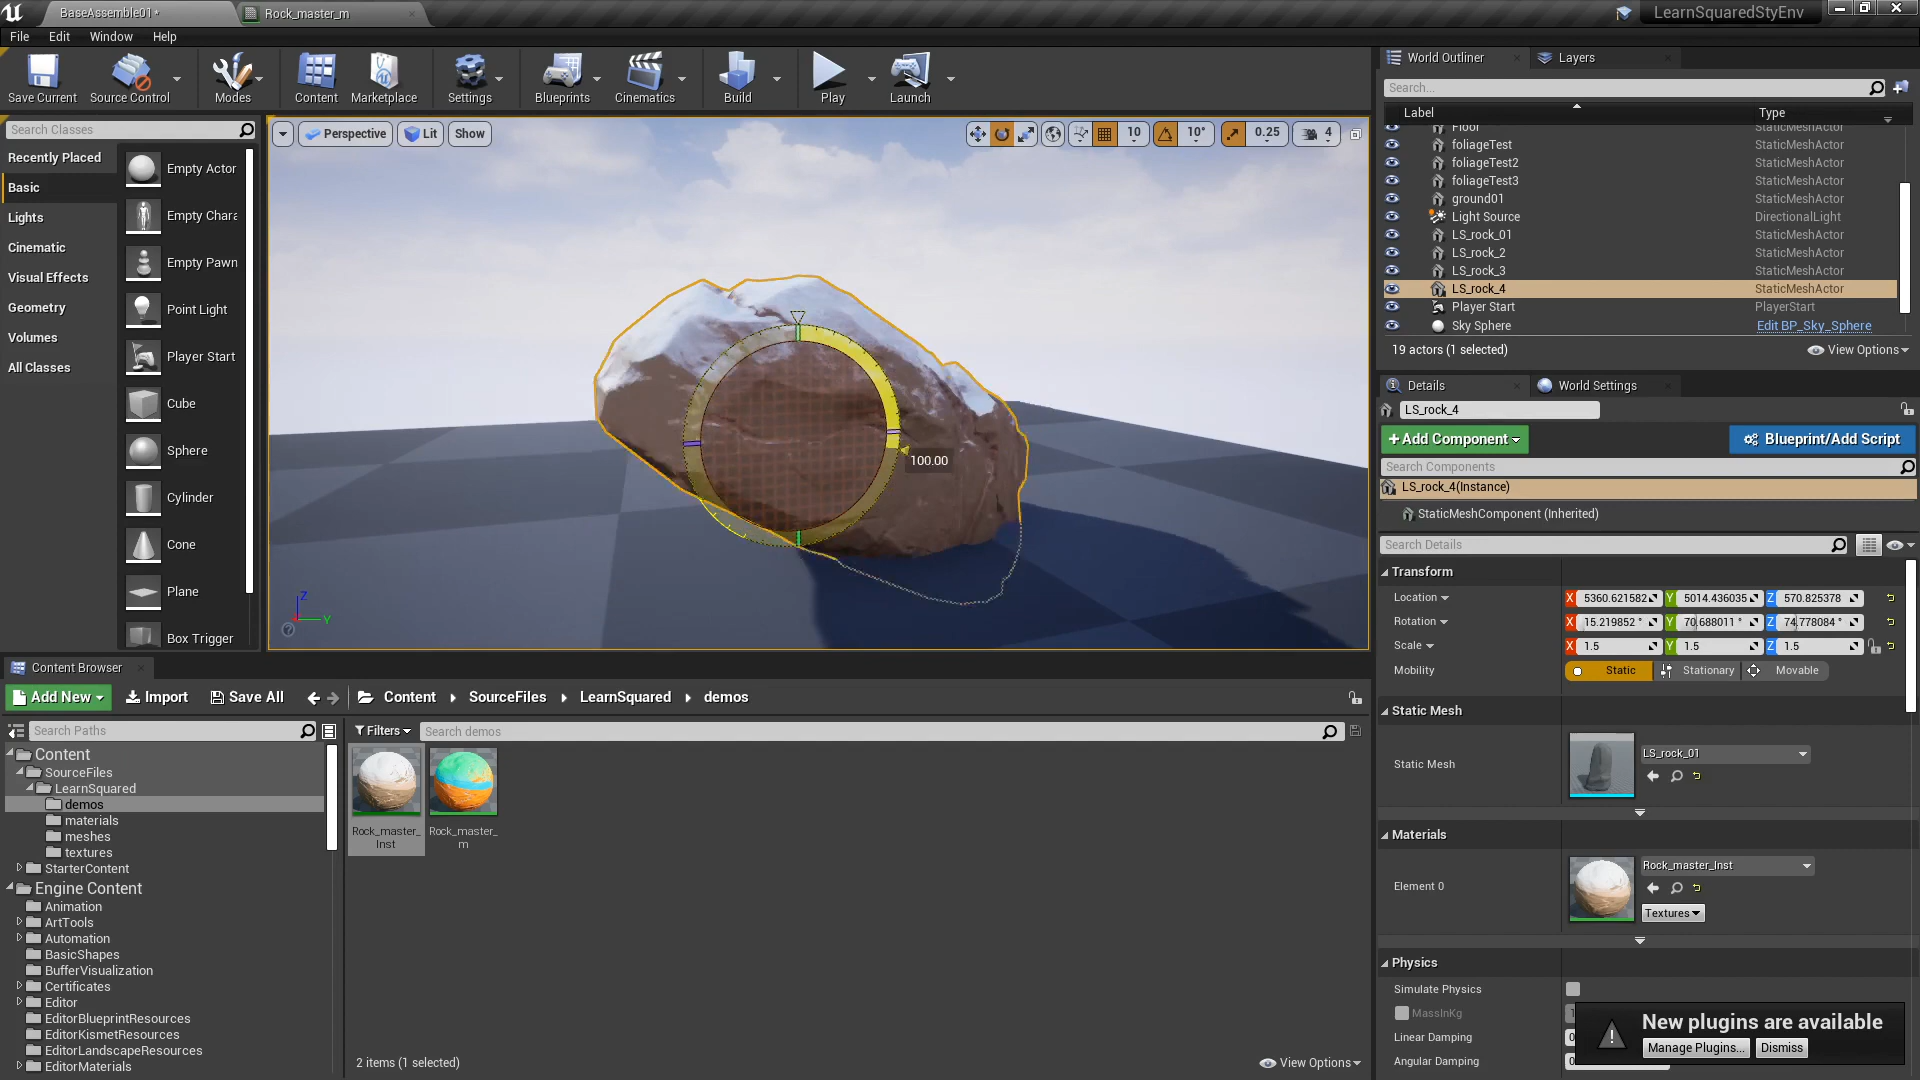 BaseAssemble01*
Rock_master_m
LearnSquaredStyEnv
File
Edit
Window
Help
Save Current
Source Control
Modes
Content
Marketplace
Settings
Blueprints
Cinematics
Build
Play
Launch
Search Classes
Recently Placed
Basic
Lights
Cinematic
Visual Effects
Geometry
Volumes
All Classes
Empty Actor
Empty Chara
Empty Pawn
Point Light
Player Start
Cube
Sphere
Cylinder
Cone
Plane
Box Trigger
Perspective
Lit
Show
10
10°
0.25
4
100.00
Z
Y
World Outliner
Layers
Search...
Label
Type
Floor
StaticMeshActor
foliageTest
StaticMeshActor
foliageTest2
StaticMeshActor
foliageTest3
StaticMeshActor
ground01
StaticMeshActor
Light Source
DirectionalLight
LS_rock_01
StaticMeshActor
LS_rock_2
StaticMeshActor
LS_rock_3
StaticMeshActor
LS_rock_4
StaticMeshActor
Player Start
PlayerStart
Sky Sphere
Edit BP_Sky_Sphere
19 actors (1 selected)
View Options
Details
World Settings
LS_rock_4
+Add Component
Blueprint/Add Script
Search Components
LS_rock_4(Instance)
StaticMeshComponent (Inherited)
Search Details
Transform
Location
X 5360.621582 Y 5014.436035 Z 570.825378
Rotation
X 15.219852 ° Y 70.688011 ° Z 74.778084 °
Scale
X 1.5 Y 1.5 Z 1.5
Mobility
Static
Stationary
Movable
Static Mesh
Static Mesh
LS_rock_01
Materials
Element 0
Rock_master_Inst
Textures
Physics
Simulate Physics
MassInKg
Linear Damping
Angular Damping
New plugins are available
Manage Plugins...
Dismiss
Content Browser
Add New
Import
Save All
Content
SourceFiles
LearnSquared
demos
Search Paths
Filters
Search demos
Content
SourceFiles
LearnSquared
demos
materials
meshes
textures
StarterContent
Engine Content
Animation
ArtTools
Automation
BasicShapes
BufferVisualization
Certificates
Editor
EditorBlueprintResources
EditorKismetResources
EditorLandscapeResources
EditorMaterials
Rock_master_
Inst
Rock_master_
m
2 items (1 selected)
View Options